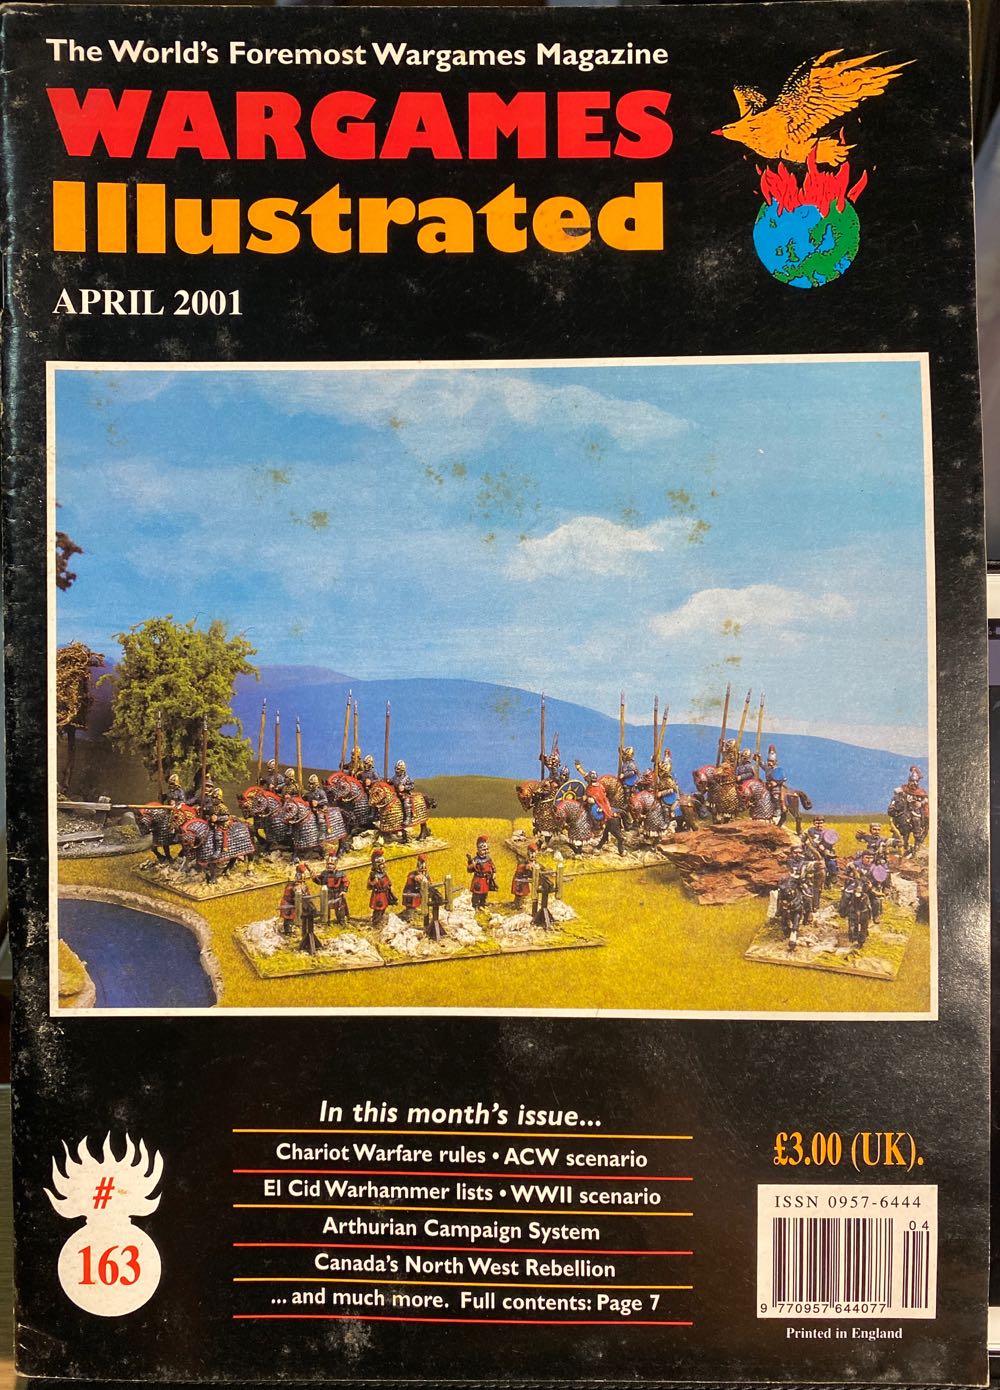 The World's Foremost Wargames Magazine
WARGAMES
Illustrated
APRIL 2001
In this month's issue...
Chariot Warfare rules • ACW scenario
El Cid Warhammer lists • WWII scenario
Arthurian Campaign System
Canada's North West Rebellion
... and much more. Full contents: Page 7
#
163
£3.00 (UK).
ISSN 0957-6444
04
9 770957 644077
Printed in England